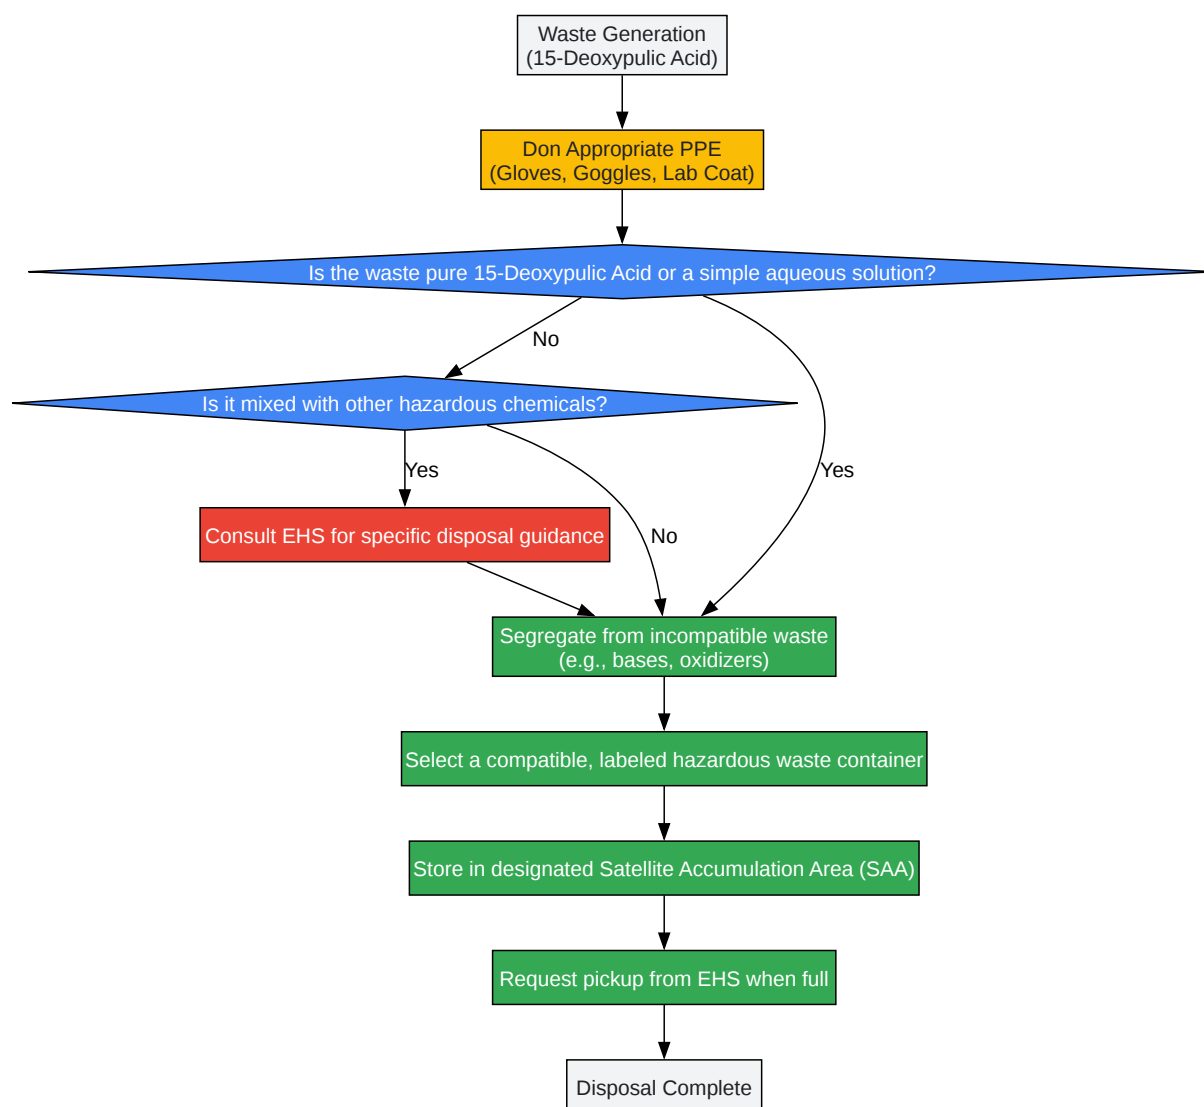 Waste Generation
(15-Deoxypulic Acid)
Don Appropriate PPE
(Gloves, Goggles, Lab Coat)
Is the waste pure 15-Deoxypulic Acid or a simple aqueous solution?
No
Is it mixed with other hazardous chemicals?
Yes
Yes
Consult EHS for specific disposal guidance
No
Segregate from incompatible waste
(e.g., bases, oxidizers)
Select a compatible, labeled hazardous waste container
Store in designated Satellite Accumulation Area (SAA)
Request pickup from EHS when full
Disposal Complete